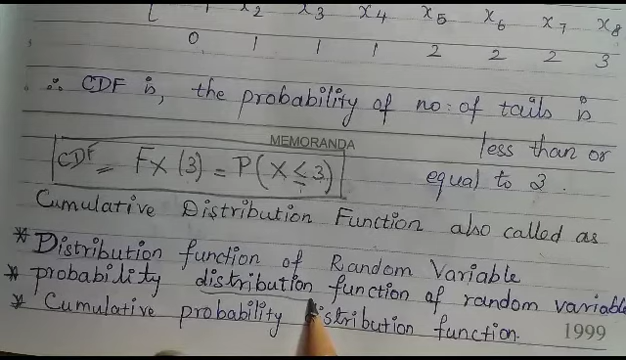 x2 x3 x4 x5 x6 x7 x8
0 1 1 1 2 2 2 3
∴ CDF is, the probability of no: of tails is
MEMORANDA
less than or
CDF = FX (3) = P(X ≤ 3)
equal to 3.
Cumulative Distribution Function also called as
* Distribution function of Random Variable
* probability distribution function of random variable
* Cumulative probability distribution function.
1999